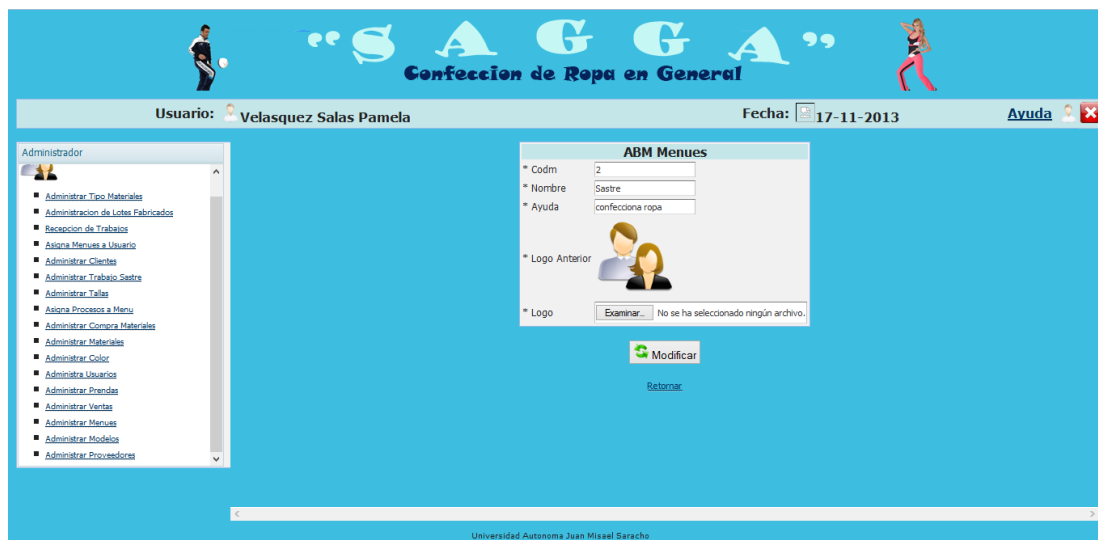 “S A G G A”
Confeccion de Ropa en General
Usuario: Velasquez Salas Pamela Fecha: 17-11-2013 Ayuda
Administrador
Administrar Tipo Materiales
Administracion de Lotes Fabricados
Recepcion de Trabajos
Asigna Menues a Usuario
Administrar Clientes
Administrar Trabajo Sastre
Administrar Tallas
Asigna Procesos a Menu
Administrar Compra Materiales
Administrar Materiales
Administrar Color
Administra Usuarios
Administrar Prendas
Administrar Ventas
Administrar Menues
Administrar Modelos
Administrar Proveedores
ABM Menues
* Codm 2
* Nombre Sastre
* Ayuda confecciona ropa
* Logo Anterior
* Logo Examinar... No se ha seleccionado ningún archivo.
Modificar
Retornar
Universidad Autonoma Juan Misael Saracho